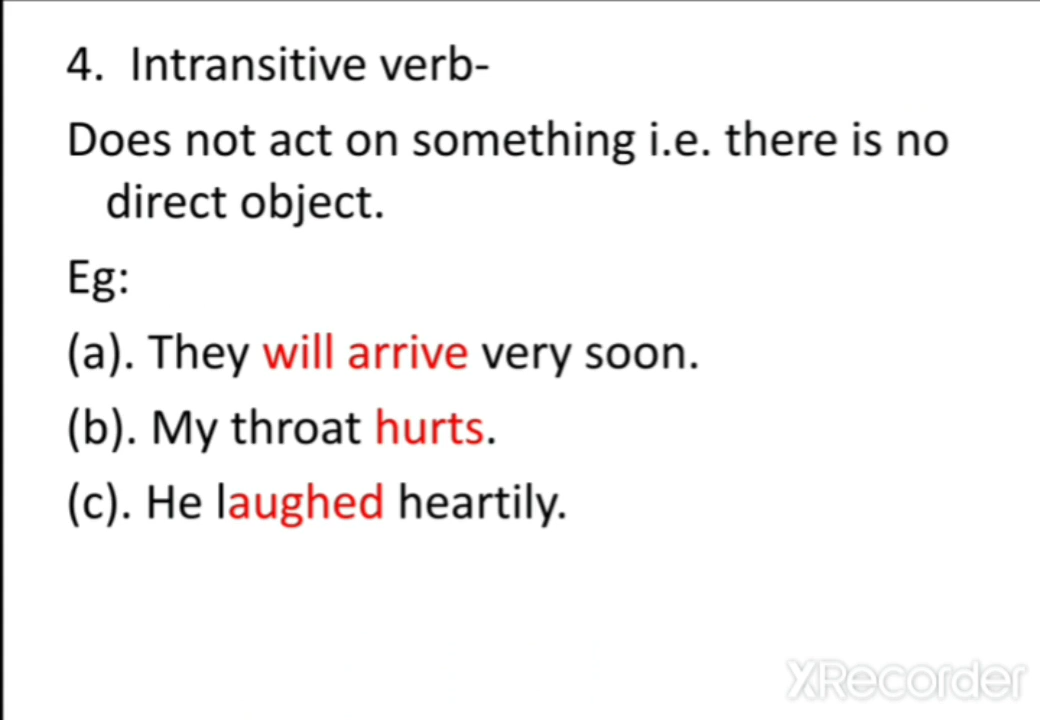 4. Intransitive verb-
Does not act on something i.e. there is no
direct object.
Eg:
(a). They will arrive very soon.
(b). My throat hurts.
(c). He laughed heartily.
XRecorder